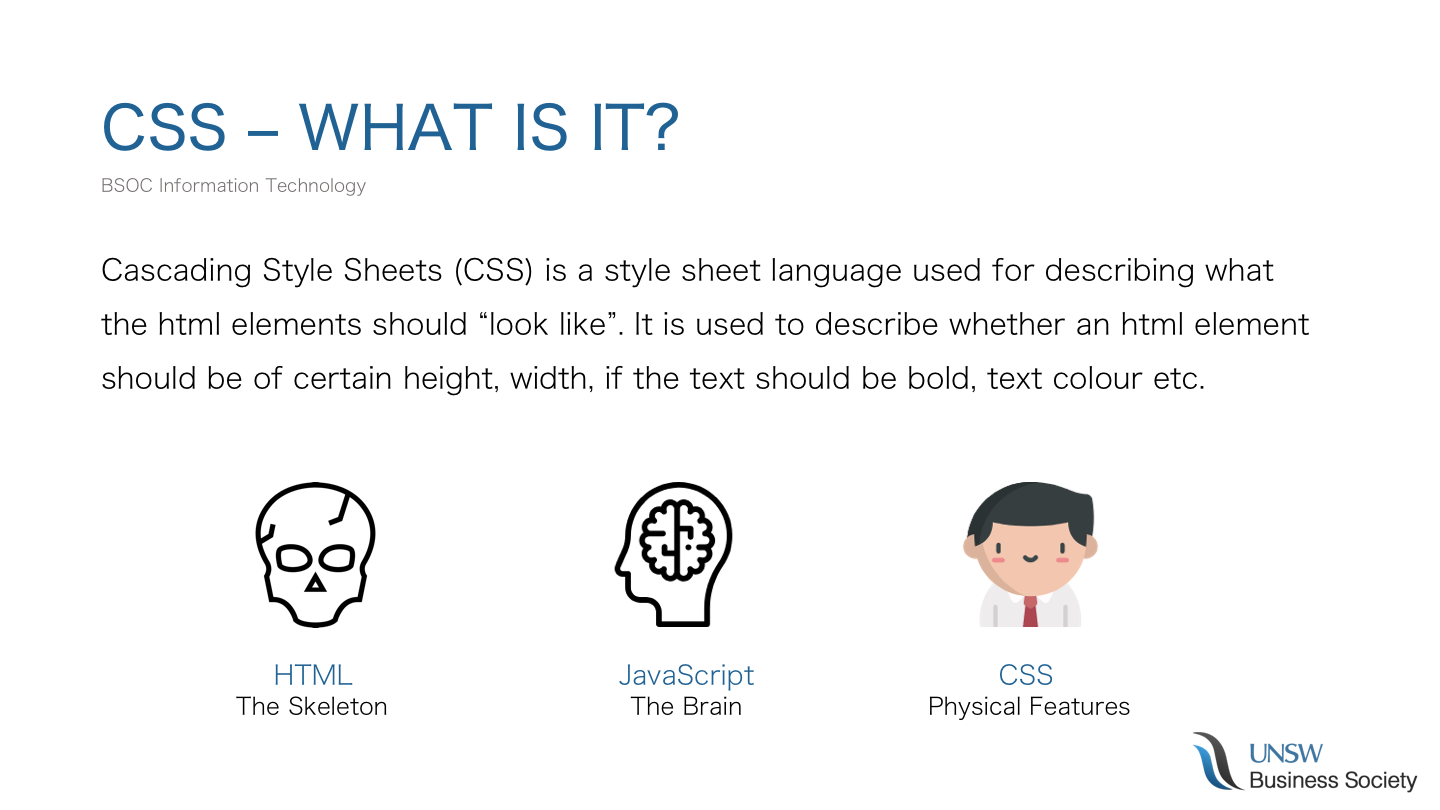 CSS – WHAT IS IT?
BSOC Information Technology
Cascading Style Sheets (CSS) is a style sheet language used for describing what
the html elements should “look like”. It is used to describe whether an html element
should be of certain height, width, if the text should be bold, text colour etc.
HTML
The Skeleton
JavaScript
The Brain
CSS
Physical Features
UNSW
Business Society